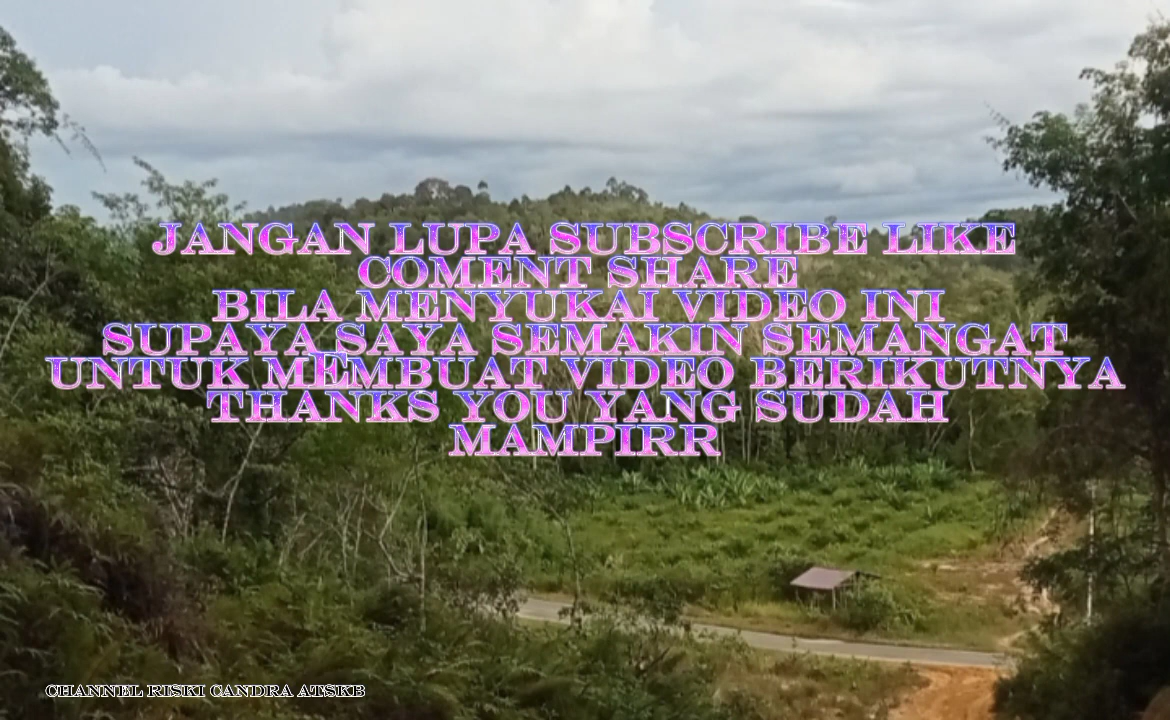 JANGAN LUPA SUBSCRIBE LIKE
COMENT SHARE
BILA MENYUKAI VIDEO INI
SUPAYA SAYA SEMAKIN SEMANGAT
UNTUK MEMBUAT VIDEO BERIKUTNYA
THANKS YOU YANG SUDAH
MAMPIRR
CHANNEL RISKI CANDRA ATSKB